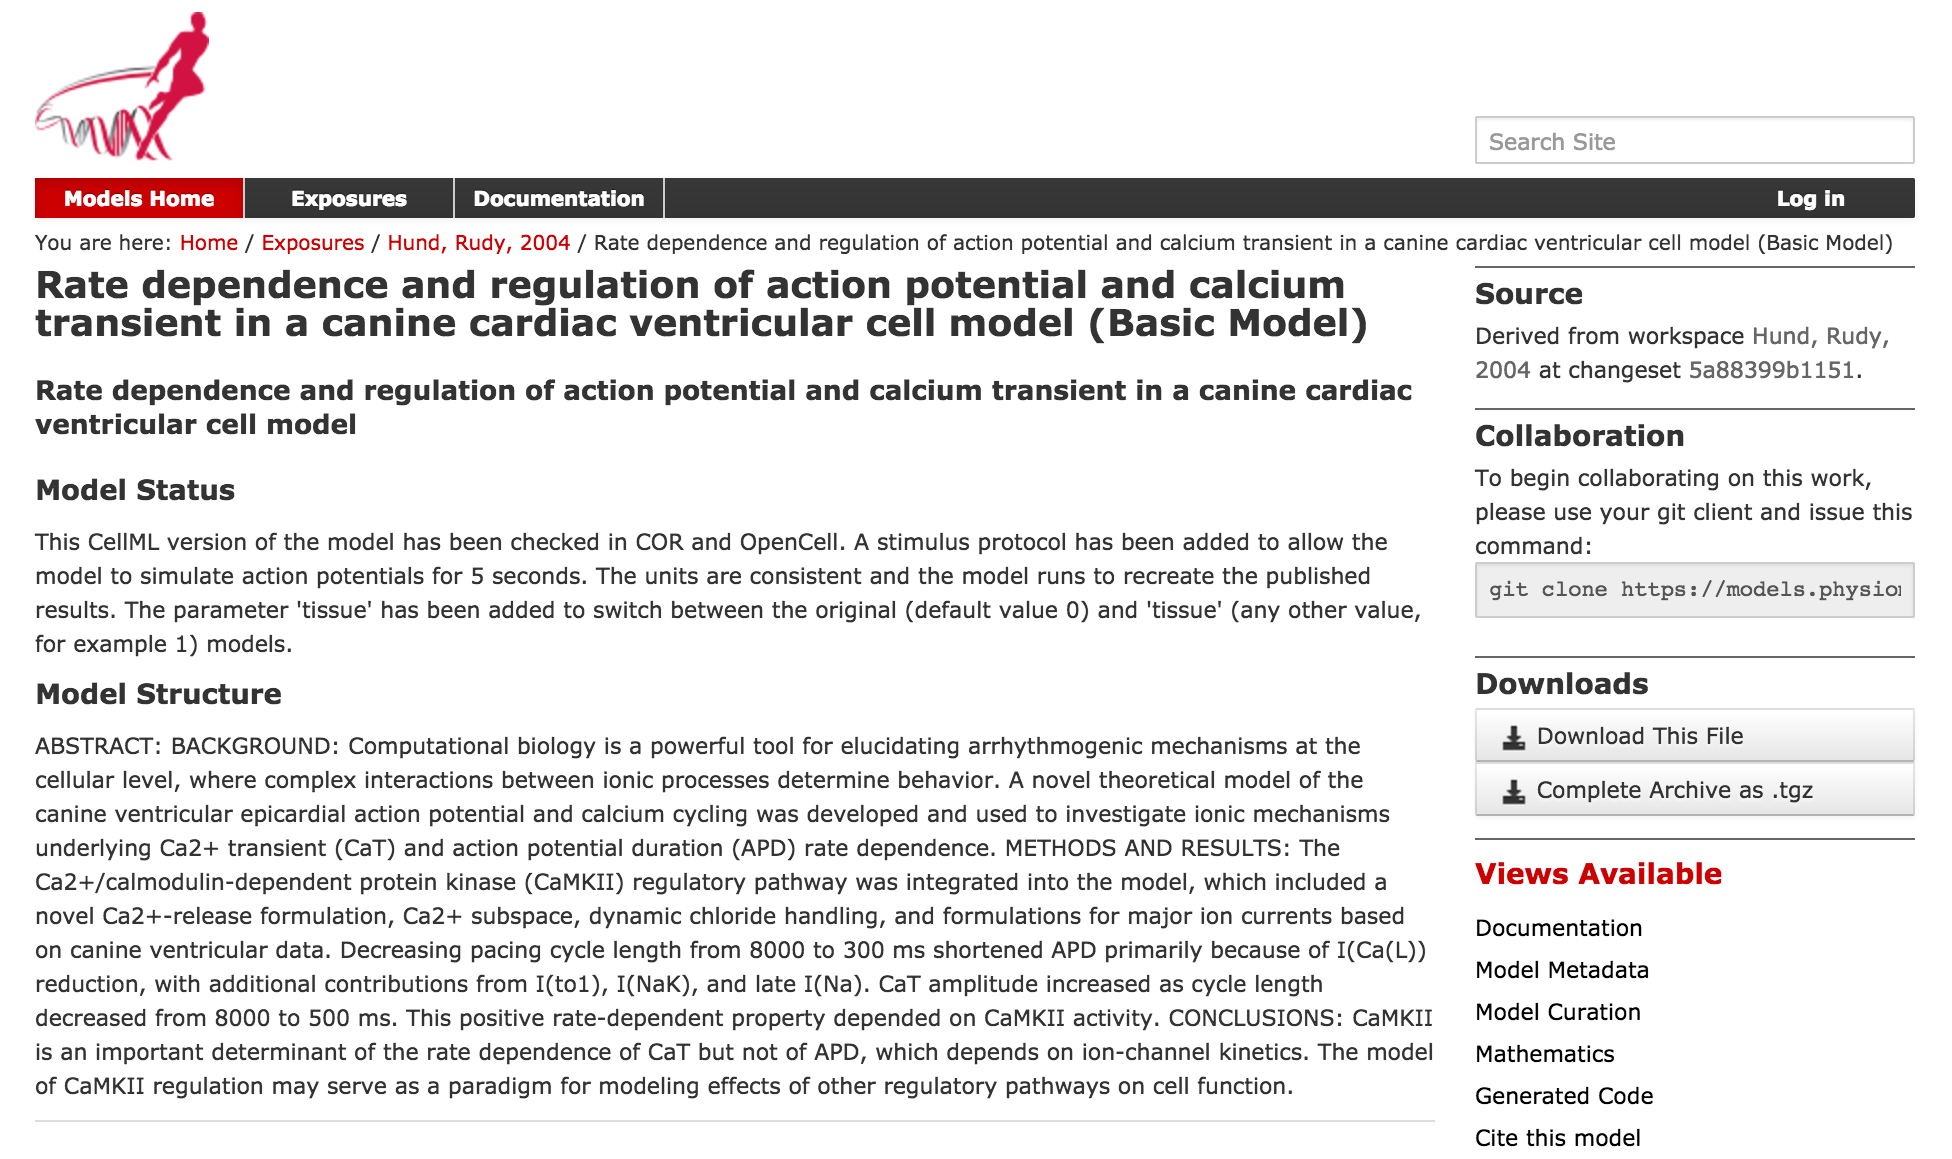 Search Site
Models Home
Exposures
Documentation
Log in
You are here: Home / Exposures / Hund, Rudy, 2004 / Rate dependence and regulation of action potential and calcium transient in a canine cardiac ventricular cell model (Basic Model)
Rate dependence and regulation of action potential and calcium
transient in a canine cardiac ventricular cell model (Basic Model)
Rate dependence and regulation of action potential and calcium transient in a canine cardiac
ventricular cell model
Model Status
This CellML version of the model has been checked in COR and OpenCell. A stimulus protocol has been added to allow the
model to simulate action potentials for 5 seconds. The units are consistent and the model runs to recreate the published
results. The parameter 'tissue' has been added to switch between the original (default value 0) and 'tissue' (any other value,
for example 1) models.
Model Structure
ABSTRACT: BACKGROUND: Computational biology is a powerful tool for elucidating arrhythmogenic mechanisms at the
cellular level, where complex interactions between ionic processes determine behavior. A novel theoretical model of the
canine ventricular epicardial action potential and calcium cycling was developed and used to investigate ionic mechanisms
underlying Ca2+ transient (CaT) and action potential duration (APD) rate dependence. METHODS AND RESULTS: The
Ca2+/calmodulin-dependent protein kinase (CaMKII) regulatory pathway was integrated into the model, which included a
novel Ca2+-release formulation, Ca2+ subspace, dynamic chloride handling, and formulations for major ion currents based
on canine ventricular data. Decreasing pacing cycle length from 8000 to 300 ms shortened APD primarily because of I(Ca(L))
reduction, with additional contributions from I(to1), I(NaK), and late I(Na). CaT amplitude increased as cycle length
decreased from 8000 to 500 ms. This positive rate-dependent property depended on CaMKII activity. CONCLUSIONS: CaMKII
is an important determinant of the rate dependence of CaT but not of APD, which depends on ion-channel kinetics. The model
of CaMKII regulation may serve as a paradigm for modeling effects of other regulatory pathways on cell function.
Source
Derived from workspace Hund, Rudy,
2004 at changeset 5a88399b1151.
Collaboration
To begin collaborating on this work,
please use your git client and issue this
command:
git clone https://models.physion
Downloads
Download This File
Complete Archive as .tgz
Views Available
Documentation
Model Metadata
Model Curation
Mathematics
Generated Code
Cite this model